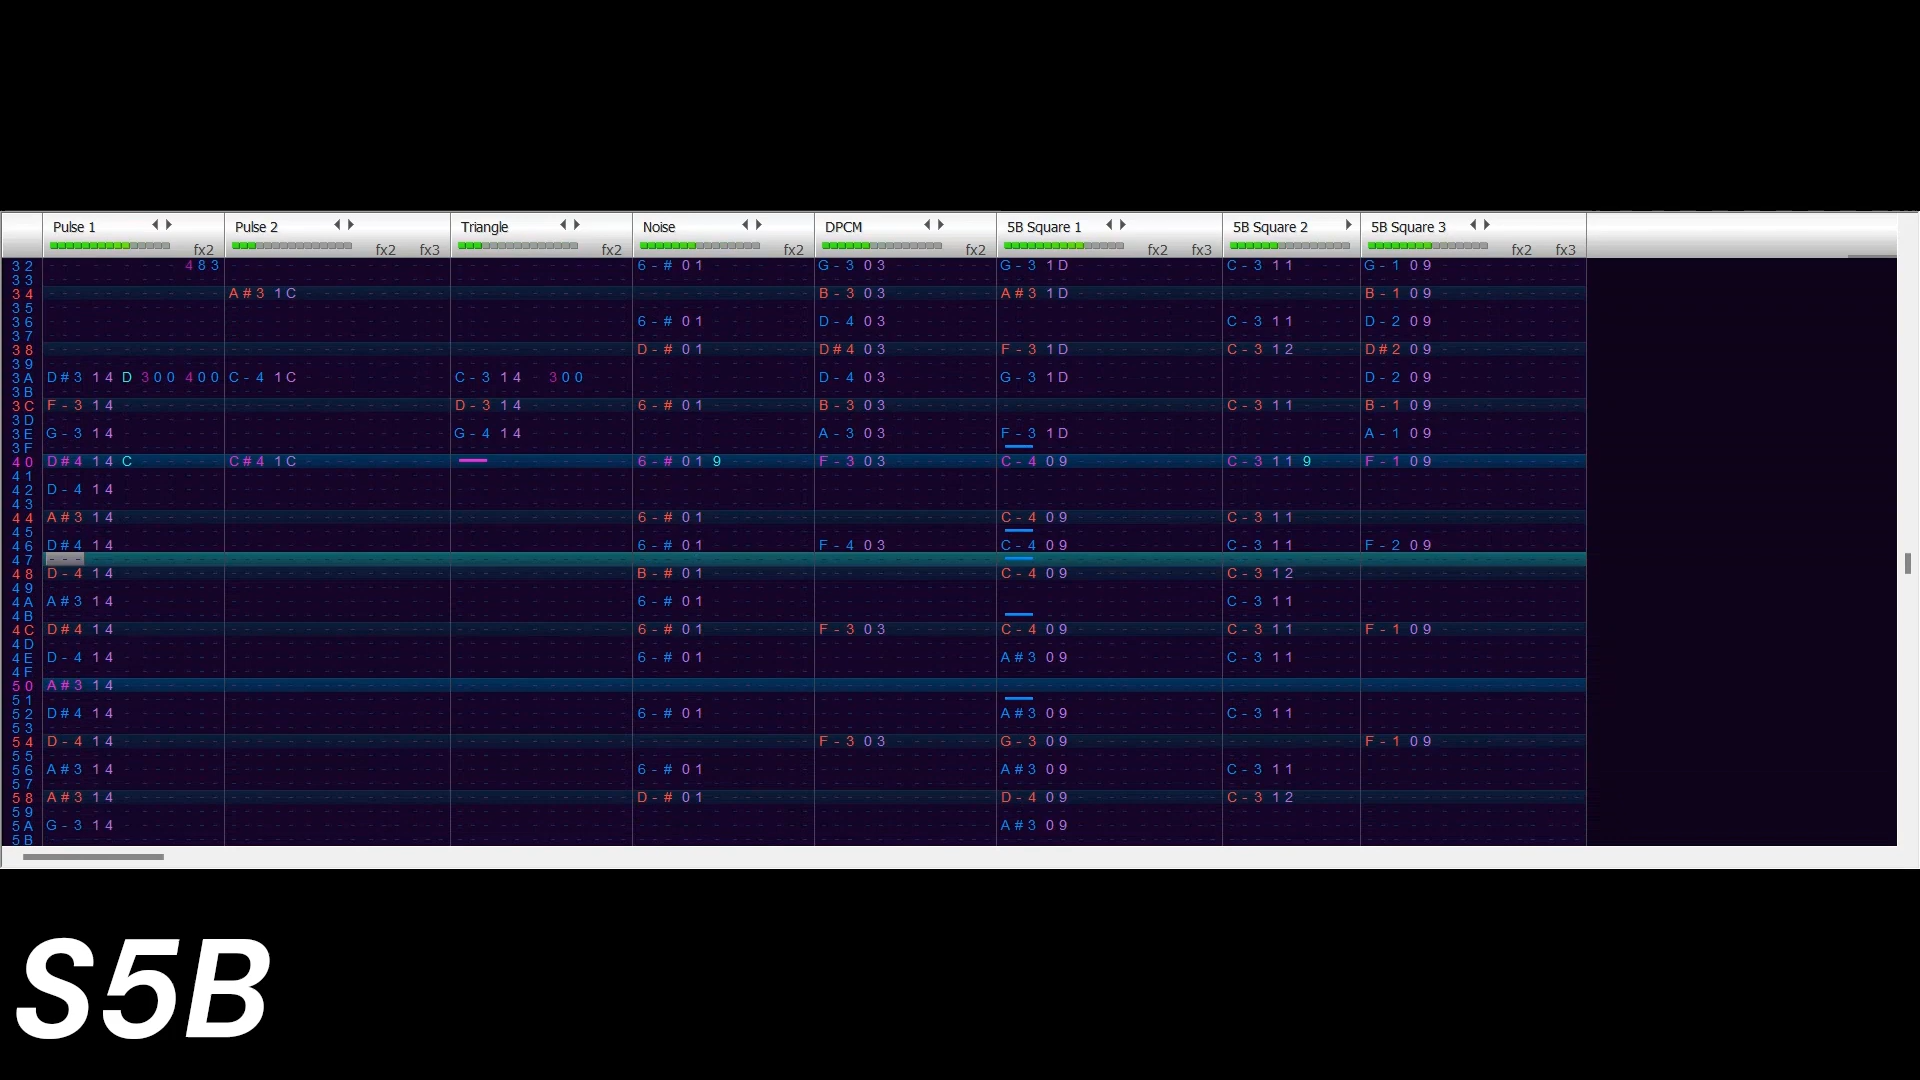 Pulse 1 Pulse 2 Triangle Noise DPCM 5B Square 1 5B Square 2 5B Square 3
fx2 fx2 fx3 fx2 fx2 fx2 fx2 fx3 fx2 fx3
32 483 6-# 01 G-3 03 G-3 1D C-3 11 G-1 09
33
34 A#3 1C B-3 03 A#3 1D B-1 09
35
36 6-# 01 D-4 03 C-3 11 D-2 09
37
38 D-# 01 D#4 03 F-3 1D C-3 12 D#2 09
39
3A D#3 14 D 300 400 C-4 1C C-3 14 300 D-4 03 G-3 1D D-2 09
3B
3C F-3 14 D-3 14 6-# 01 B-3 03 C-3 11 B-1 09
3D
3E G-3 14 G-4 14 A-3 03 F-3 1D A-1 09
3F
40 D#4 14 C C#4 1C 6-# 01 9 F-3 03 C-4 09 C-3 11 9 F-1 09
41
42 D-4 14
43
44 A#3 14 6-# 01 C-4 09 C-3 11
45
46 D#4 14 6-# 01 F-4 03 C-4 09 C-3 11 F-2 09
47
48 D-4 14 B-# 01 C-4 09 C-3 12
49
4A A#3 14 6-# 01 C-3 11
4B
4C D#4 14 6-# 01 F-3 03 C-4 09 C-3 11 F-1 09
4D
4E D-4 14 6-# 01 A#3 09 C-3 11
4F
50 A#3 14
51
52 D#4 14 6-# 01 A#3 09 C-3 11
53
54 D-4 14 F-3 03 G-3 09 F-1 09
55
56 A#3 14 6-# 01 A#3 09 C-3 11
57
58 A#3 14 D-# 01 D-4 09 C-3 12
59
5A G-3 14 A#3 09
5B
S5B